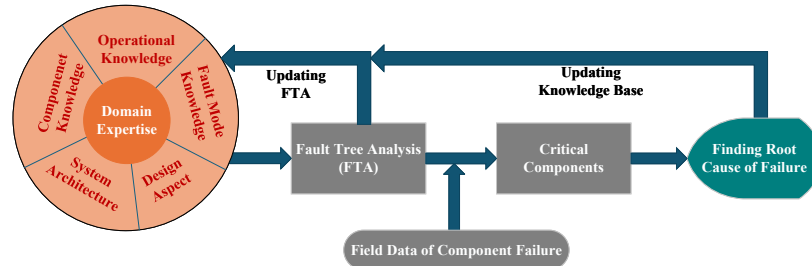 Operational
Knowledge
Componenet
Knowledge
Fault Mode
Knowledge
Domain
Expertise
System
Architecture
Design
Aspect
Updating
FTA
Updating
Knowledge Base
Fault Tree Analysis
(FTA)
Critical
Components
Finding Root
Cause of Failure
Field Data of Component Failure